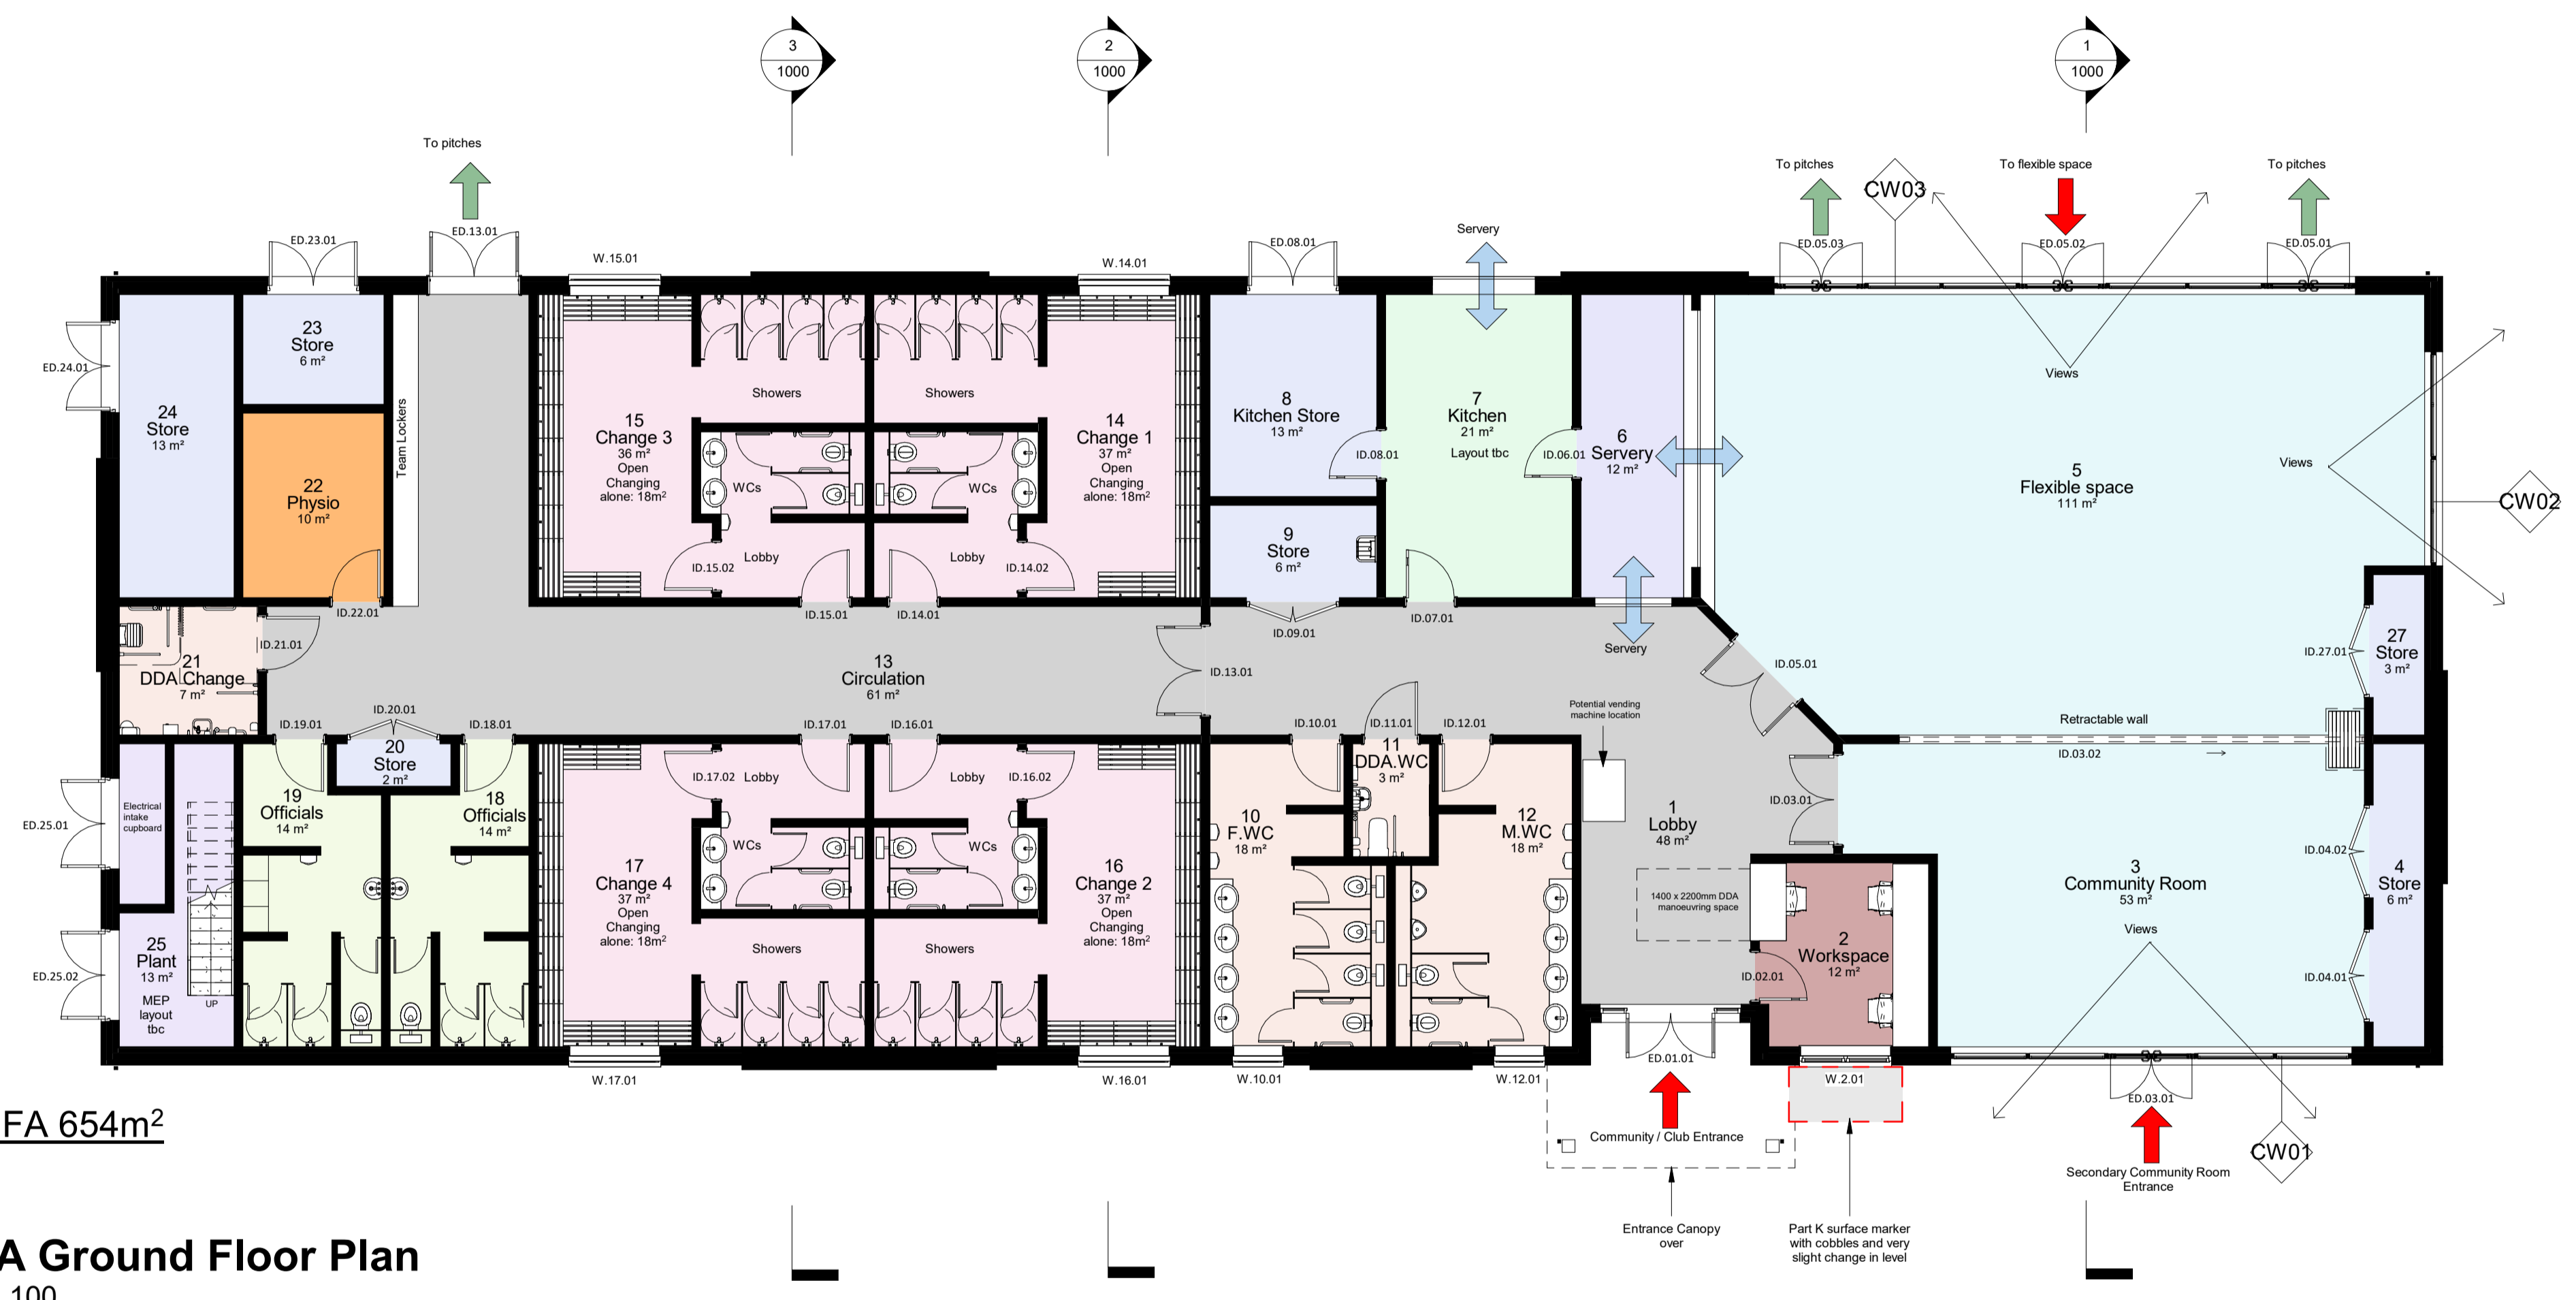 3
1000
2
1000
1
1000
To pitches
To pitches
To flexible space
To pitches
CW03
Servery
ED.23.01
ED.13.01
W.15.01
W.14.01
ED.08.01
ED.05.03
ED.05.02
ED.05.01
ED.24.01
24
Store
13 m²
23
Store
6 m²
22
Physio
10 m²
Team Lockers
15
Change 3
36 m²
Open
Changing
alone: 18m²
Showers
WCs
Lobby
ID.15.02
Showers
WCs
Lobby
ID.14.02
14
Change 1
37 m²
Open
Changing
alone: 18m²
8
Kitchen Store
13 m²
ID.08.01
7
Kitchen
21 m²
Layout tbc
ID.06.01
6
Servery
12 m²
Views
Views
5
Flexible space
111 m²
CW02
9
Store
6 m²
ID.22.01
ID.15.01
ID.14.01
ID.09.01
ID.07.01
Servery
ID.21.01
21
DDA Change
7 m²
13
Circulation
61 m²
ID.13.01
ID.05.01
ID.27.01
27
Store
3 m²
ID.19.01
ID.20.01
ID.18.01
ID.17.01
ID.16.01
ID.10.01
ID.11.01
ID.12.01
Potential vending
machine location
Retractable wall
ID.03.02
20
Store
2 m²
Electrical
intake
cupboard
ED.25.01
19
Officials
14 m²
18
Officials
14 m²
ID.17.02
Lobby
WCs
Showers
17
Change 4
37 m²
Open
Changing
alone: 18m²
Lobby
ID.16.02
WCs
Showers
16
Change 2
37 m²
Open
Changing
alone: 18m²
10
F.WC
18 m²
11
DDA.WC
3 m²
12
M.WC
18 m²
1
Lobby
48 m²
ID.03.01
1400 x 2200mm DDA
manoeuvring space
2
Workspace
12 m²
ID.02.01
3
Community Room
53 m²
Views
ID.04.02
4
Store
6 m²
ID.04.01
25
Plant
13 m²
MEP
layout
tbc
UP
ED.25.02
W.17.01
W.16.01
W.10.01
W.12.01
ED.01.01
W.2.01
ED.03.01
Community / Club Entrance
CW01
Secondary Community Room
Entrance
Entrance Canopy
over
Part K surface marker
with cobbles and very
slight change in level
FA 654m²
A Ground Floor Plan
100